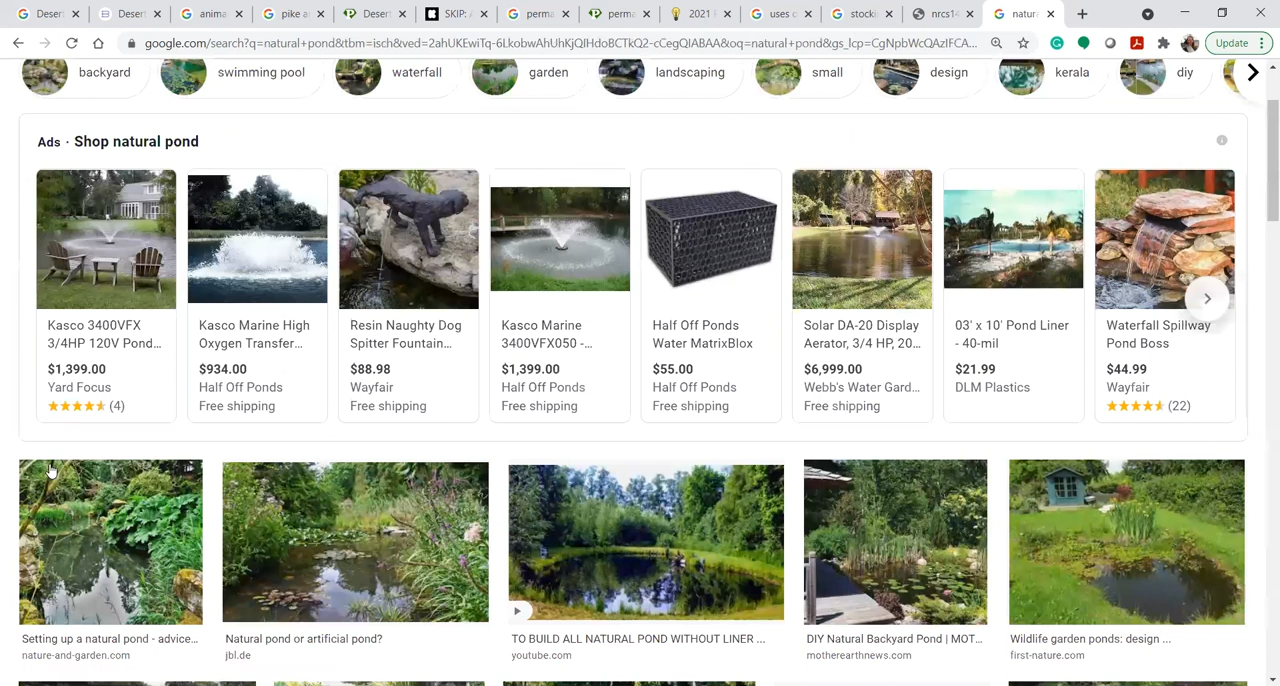 Desert
Desert
anima
pike a
Desert
SKIP: A
perma
perma
2021 I
uses o
stocki
nrcs14
natura
google.com/search?q=natural+pond&tbm=isch&ved=2ahUKEwiTq-6LkobwAhUhKjQIHdoBCTkQ2-cCegQIABAA&oq=natural+pond&gs_lcp=CgNpbWcQAzIFCA...
Update
backyard
swimming pool
waterfall
garden
landscaping
small
design
kerala
diy
Ads · Shop natural pond
Kasco 3400VFX
3/4HP 120V Pond...
$1,399.00
Yard Focus
(4)
Kasco Marine High
Oxygen Transfer...
$934.00
Half Off Ponds
Free shipping
Resin Naughty Dog
Spitter Fountain...
$88.98
Wayfair
Free shipping
Kasco Marine
3400VFX050 -...
$1,399.00
Half Off Ponds
Free shipping
Half Off Ponds
Water MatrixBlox
$55.00
Half Off Ponds
Free shipping
Solar DA-20 Display
Aerator, 3/4 HP, 20...
$6,999.00
Webb's Water Gard...
Free shipping
03' x 10' Pond Liner
- 40-mil
$21.99
DLM Plastics
Waterfall Spillway
Pond Boss
$44.99
Wayfair
(22)
Setting up a natural pond - advice...
nature-and-garden.com
Natural pond or artificial pond?
jbl.de
TO BUILD ALL NATURAL POND WITHOUT LINER ...
youtube.com
DIY Natural Backyard Pond | MOT...
motherearthnews.com
Wildlife garden ponds: design ...
first-nature.com